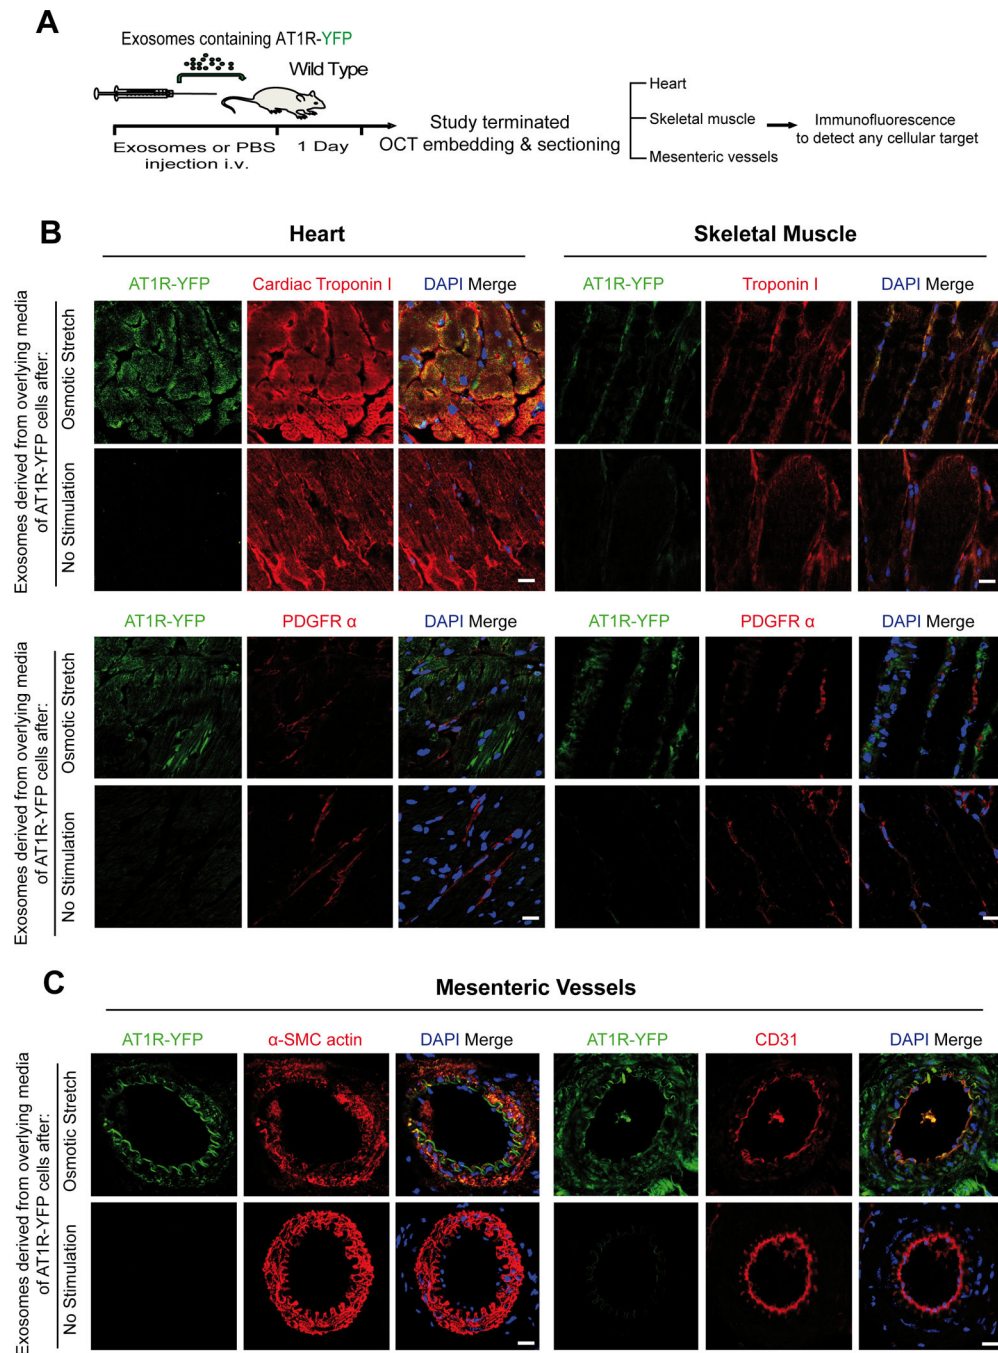 A
Exosomes containing AT1R-YFP
Wild Type
Exosomes or PBS
injection i.v.
1 Day
Study terminated
OCT embedding & sectioning
Heart
Skeletal muscle
Mesenteric vessels
Immunofluorescence
to detect any cellular target
B
Heart
Skeletal Muscle
AT1R-YFP
Cardiac Troponin I
DAPI Merge
AT1R-YFP
Troponin I
DAPI Merge
Exosomes derived from overlying media
of AT1R-YFP cells after:
Osmotic Stretch
No Stimulation
AT1R-YFP
PDGFR α
DAPI Merge
AT1R-YFP
PDGFR α
DAPI Merge
Exosomes derived from overlying media
of AT1R-YFP cells after:
Osmotic Stretch
No Stimulation
C
Mesenteric Vessels
AT1R-YFP
α-SMC actin
DAPI Merge
AT1R-YFP
CD31
DAPI Merge
Exosomes derived from overlying media
of AT1R-YFP cells after:
Osmotic Stretch
No Stimulation